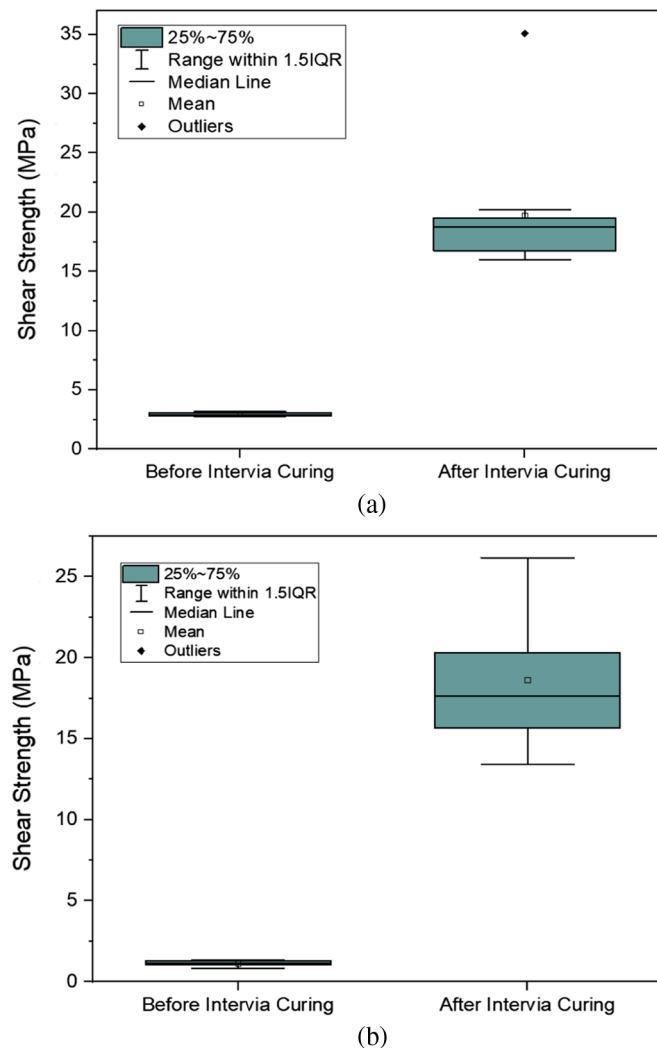 35
30
25
20
15
10
5
0
Shear Strength (MPa)
25%~75%
Range within 1.5IQR
Median Line
Mean
Outliers
Before Intervia Curing
After Intervia Curing
(a)
25
20
15
10
5
0
Shear Strength (MPa)
25%~75%
Range within 1.5IQR
Median Line
Mean
Outliers
Before Intervia Curing
After Intervia Curing
(b)